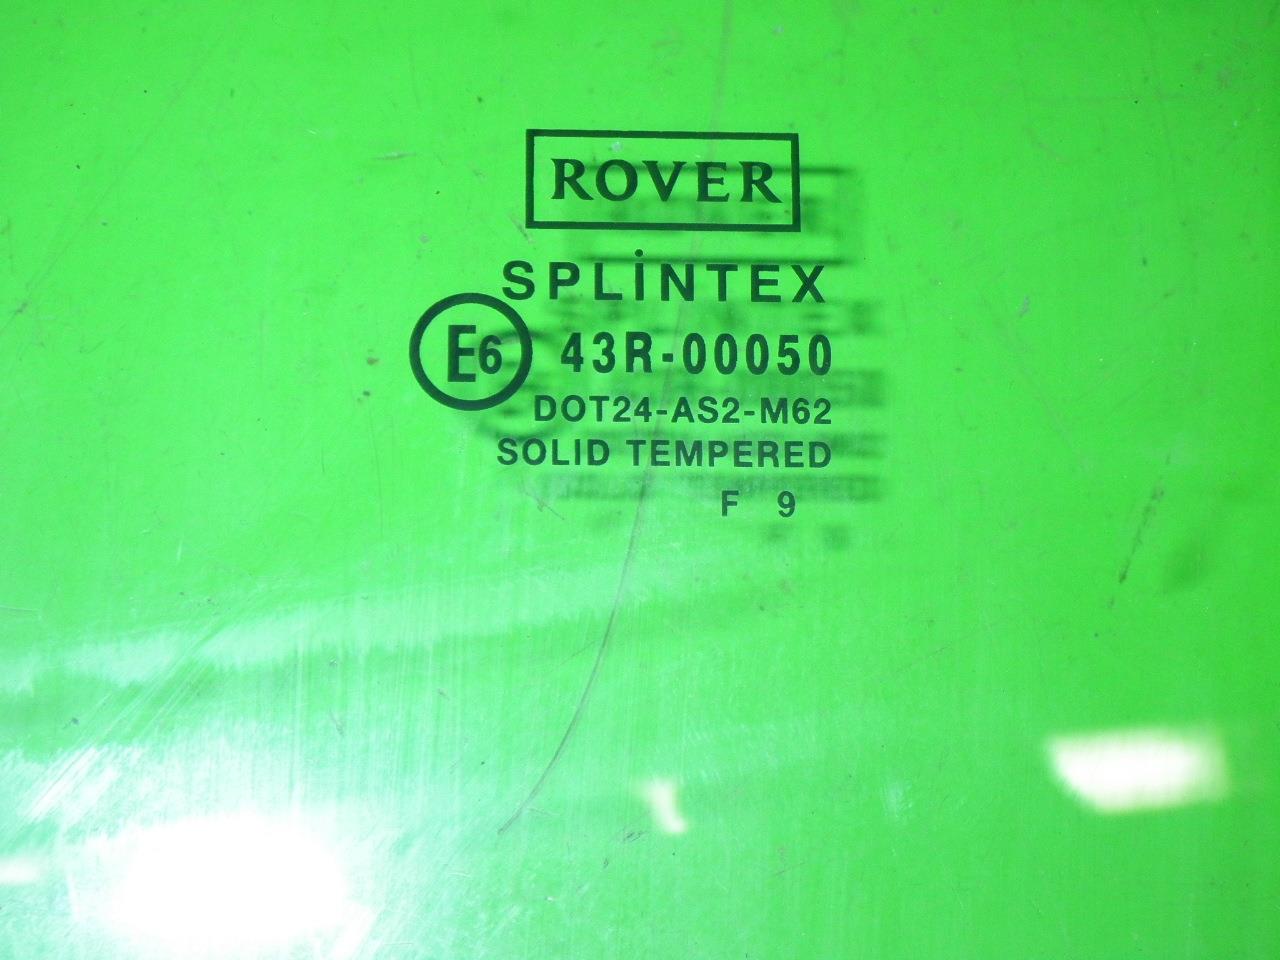 ROVER
SPLiNTEX
E6 43R-00050
DOT24-AS2-M62
SOLID TEMPERED
F 9